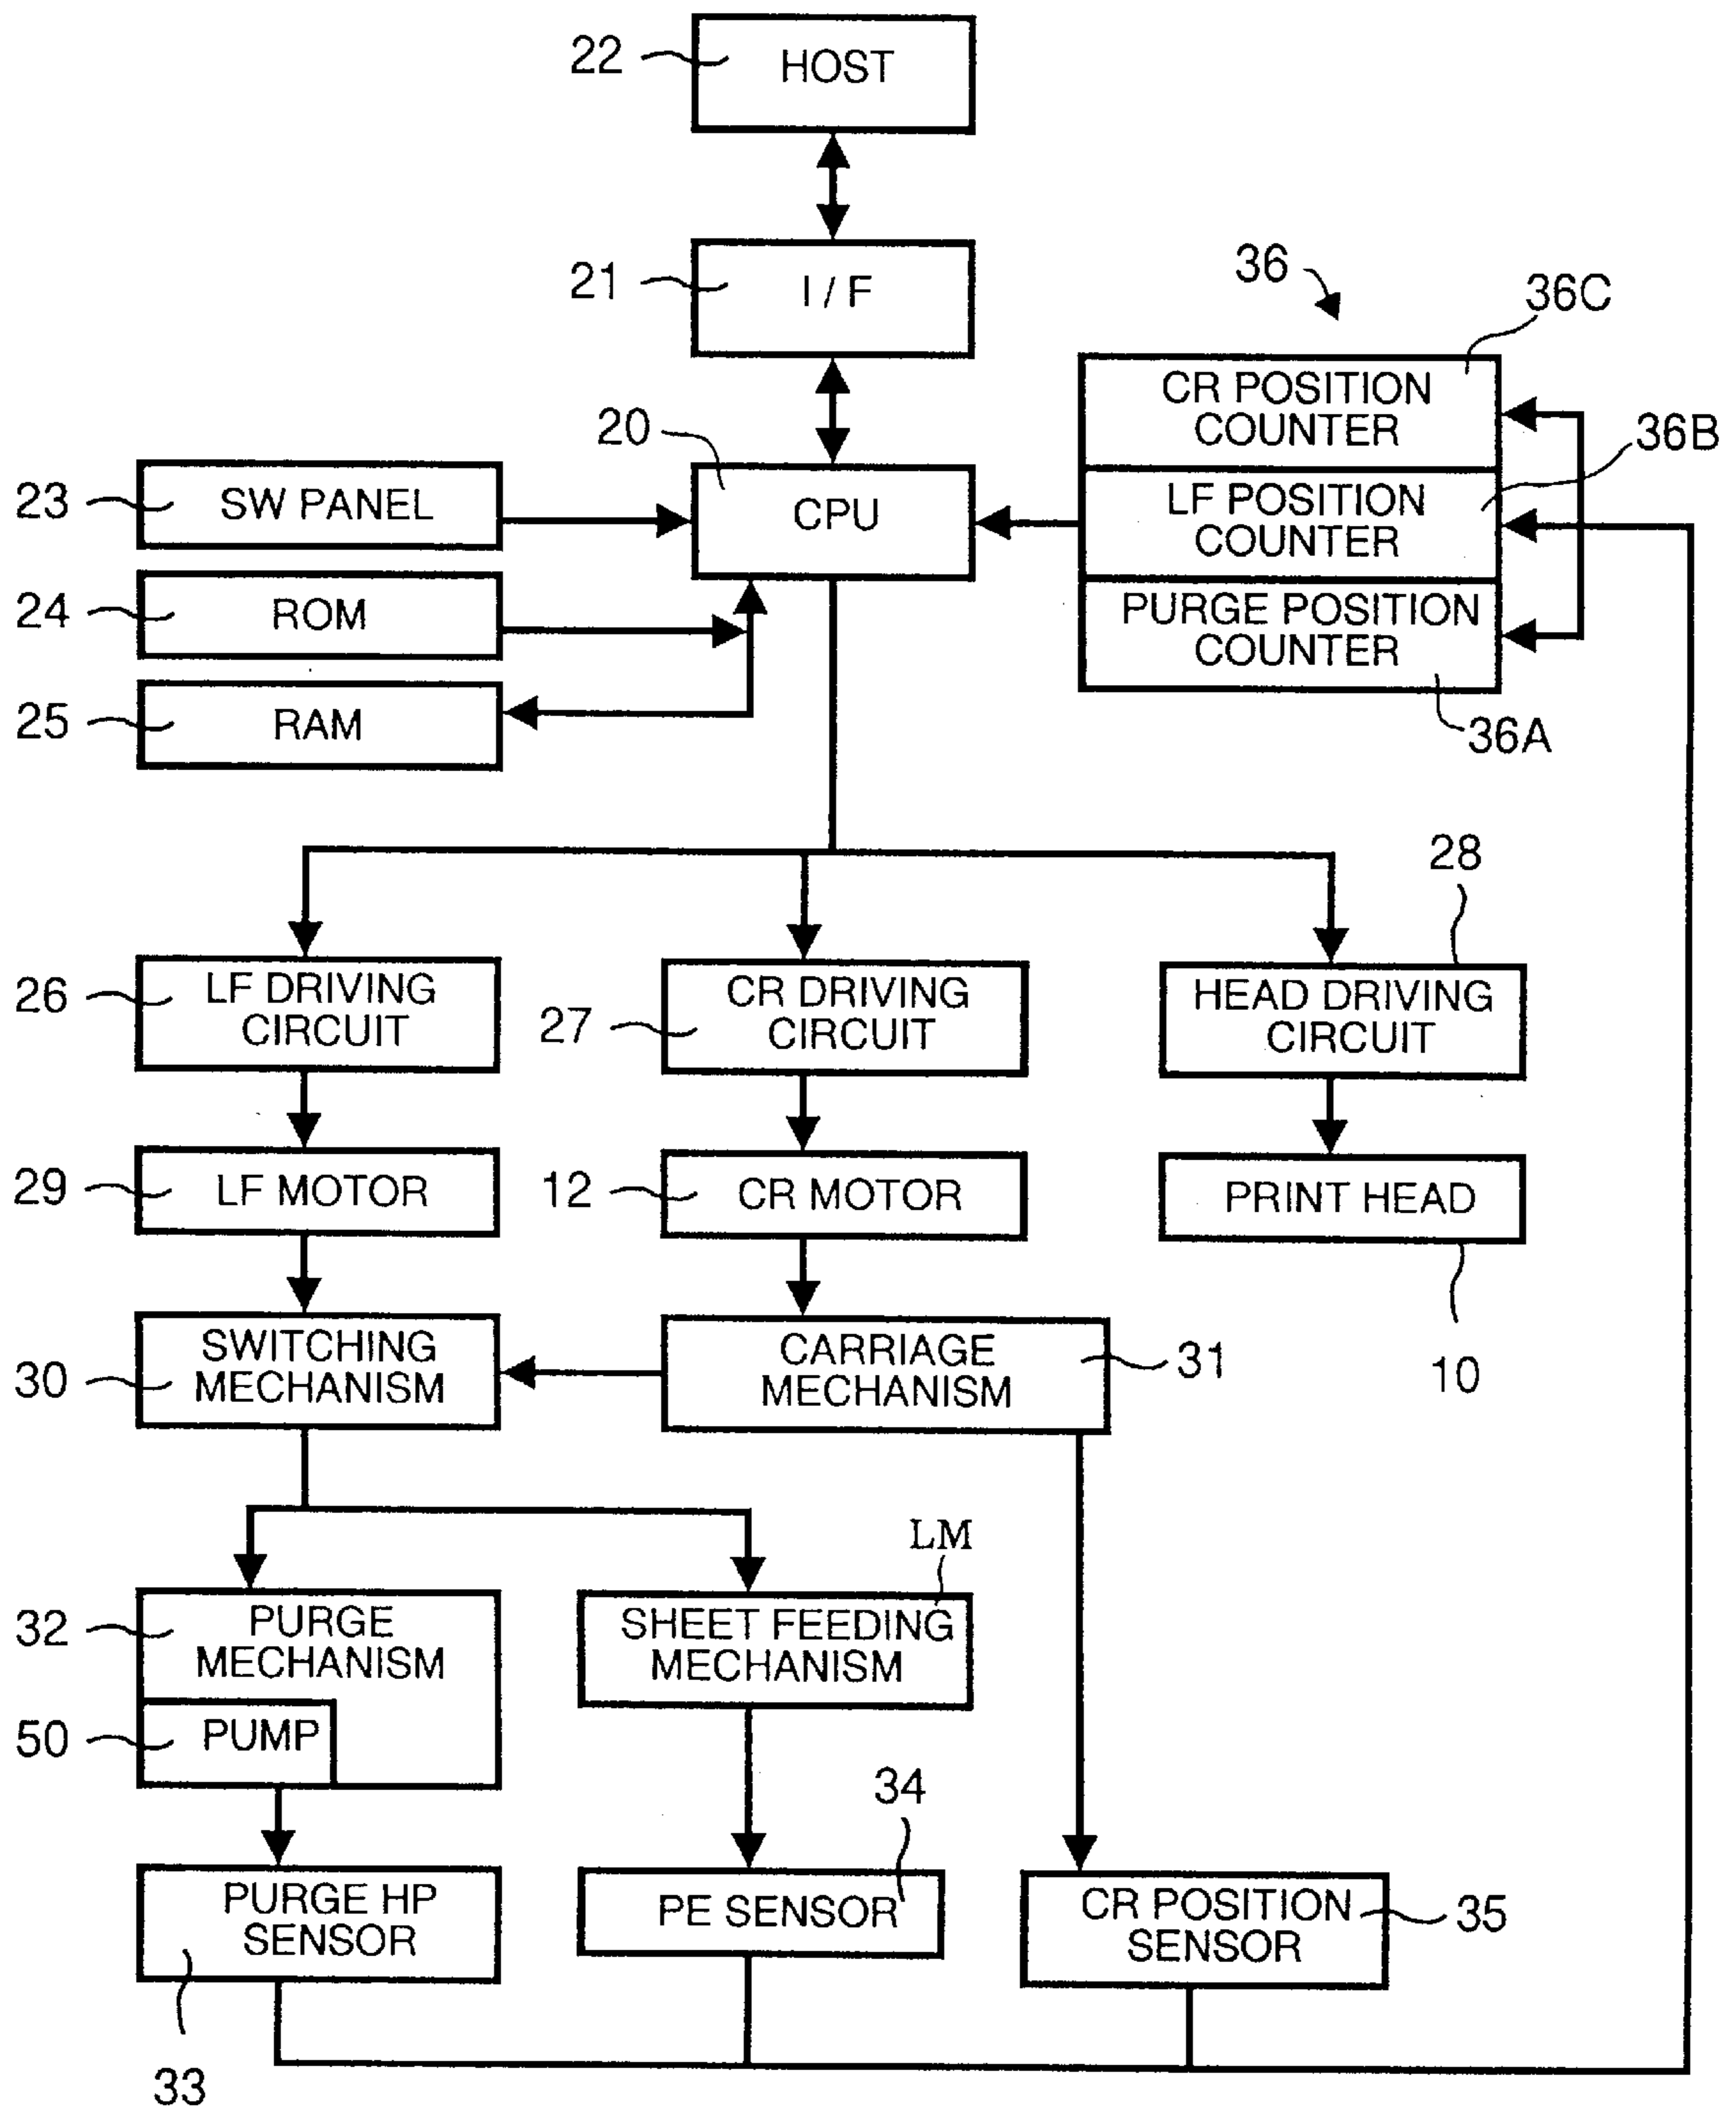 22
HOST
21
I / F
36
36C
CR POSITION
COUNTER
20
36B
23
SW PANEL
CPU
LF POSITION
COUNTER
24
ROM
PURGE POSITION
COUNTER
25
RAM
36A
28
26
LF DRIVING
CIRCUIT
27
CR DRIVING
CIRCUIT
HEAD DRIVING
CIRCUIT
29
LF MOTOR
12
CR MOTOR
PRINT HEAD
30
SWITCHING
MECHANISM
CARRIAGE
MECHANISM
31
10
LM
32
PURGE
MECHANISM
SHEET FEEDING
MECHANISM
50
PUMP
34
PURGE HP
SENSOR
PE SENSOR
CR POSITION
SENSOR
35
33